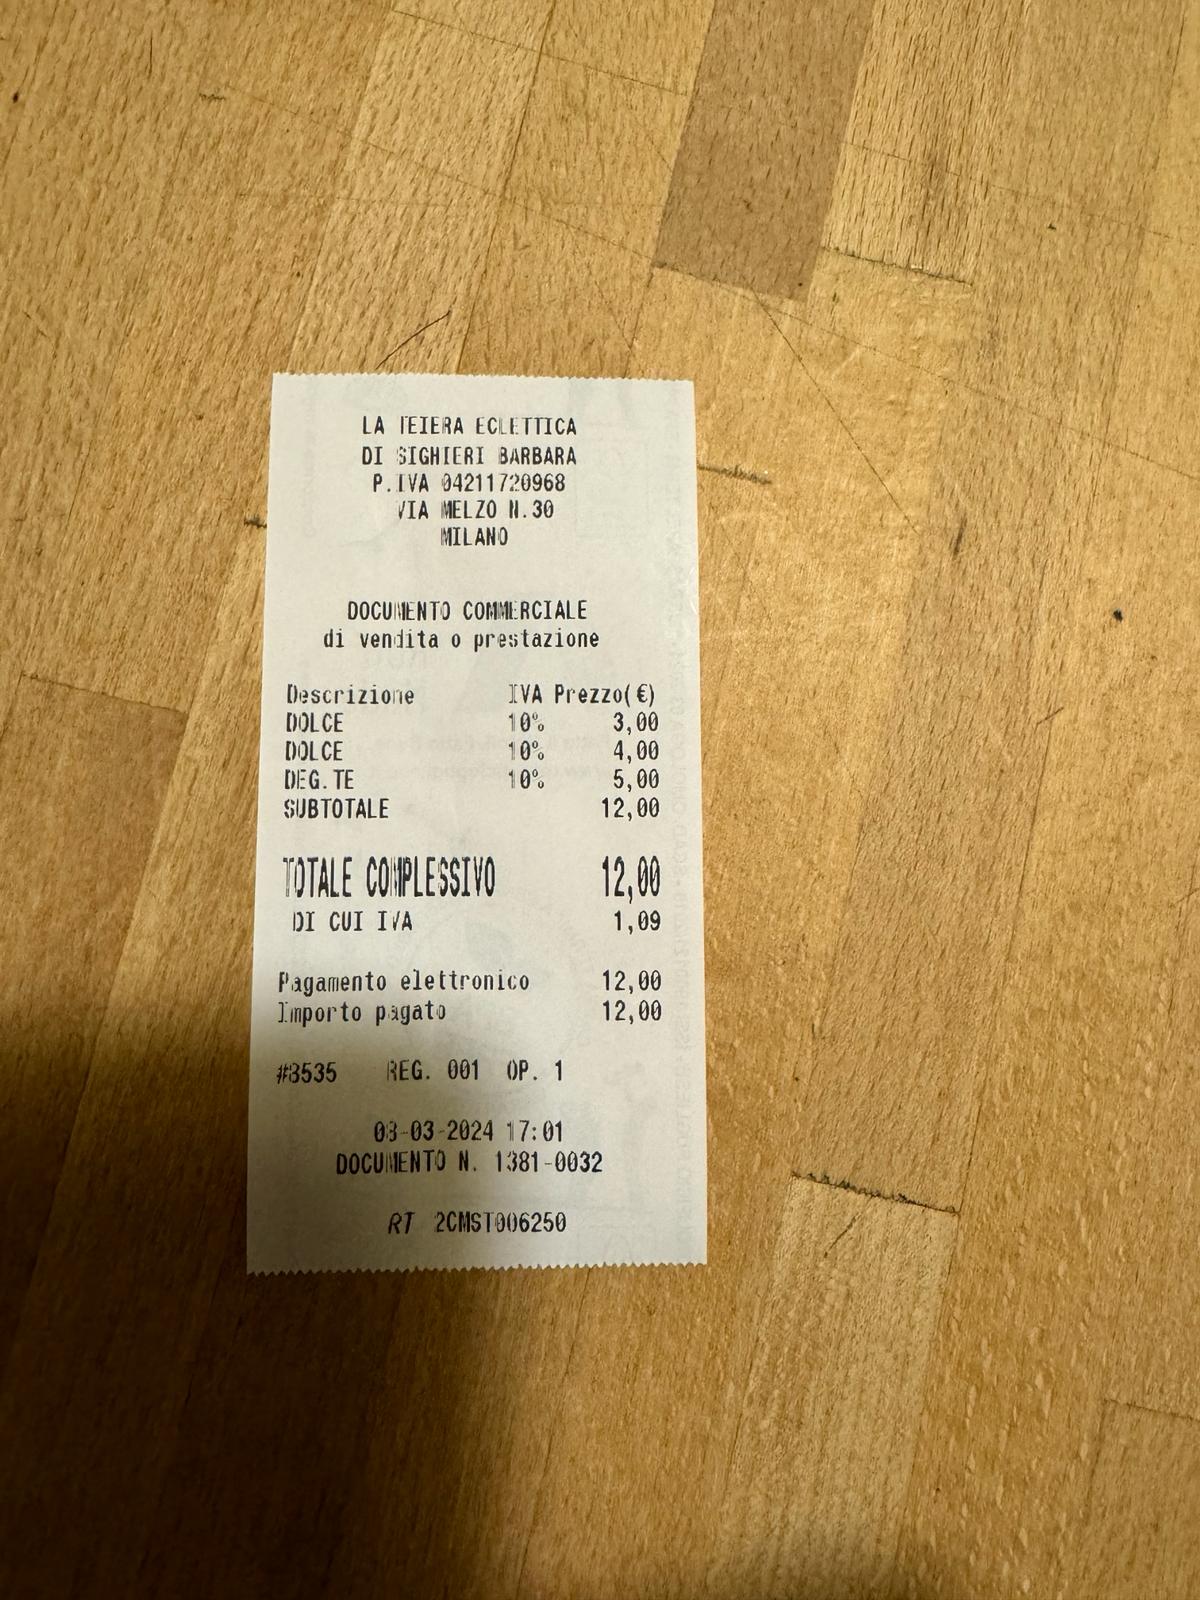 LA TEIERA ECLETTICA
DI SIGHIERI BARBARA
P.IVA 04211720968
VIA MELZO N.30
MILANO
DOCUMENTO COMMERCIALE
di vendita o prestazione
Descrizione IVA Prezzo(€)
DOLCE 10% 3,00
DOLCE 10% 4,00
DEG.TE 10% 5,00
SUBTOTALE 12,00
TOTALE COMPLESSIVO 12,00
DI CUI IVA 1,09
Pagamento elettronico 12,00
Importo pagato 12,00
#3535 REG. 001 OP. 1
08-03-2024 17:01
DOCUMENTO N. 1381-0032
RT 2CMST006250